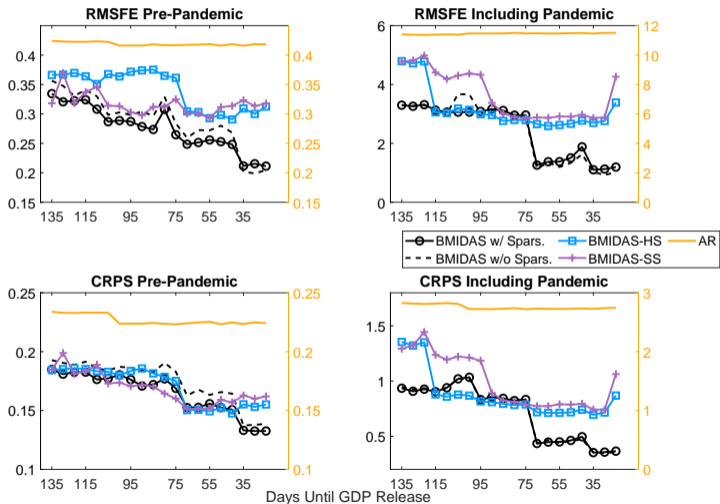 RMSFE Pre-Pandemic
0.4
0.35
0.3
0.25
0.2
0.15
0.4
0.35
0.3
0.25
0.2
0.15
135 115 95 75 55 35
RMSFE Including Pandemic
6
4
2
0
12
10
8
6
4
2
0
135 115 95 75 55 35
BMIDAS w/ Spars.
BMIDAS w/o Spars.
BMIDAS-HS
BMIDAS-SS
AR
CRPS Pre-Pandemic
0.25
0.2
0.15
0.1
0.25
0.2
0.15
0.1
135 115 95 75 55 35
CRPS Including Pandemic
1.5
1
0.5
3
2
1
0
135 115 95 75 55 35
Days Until GDP Release